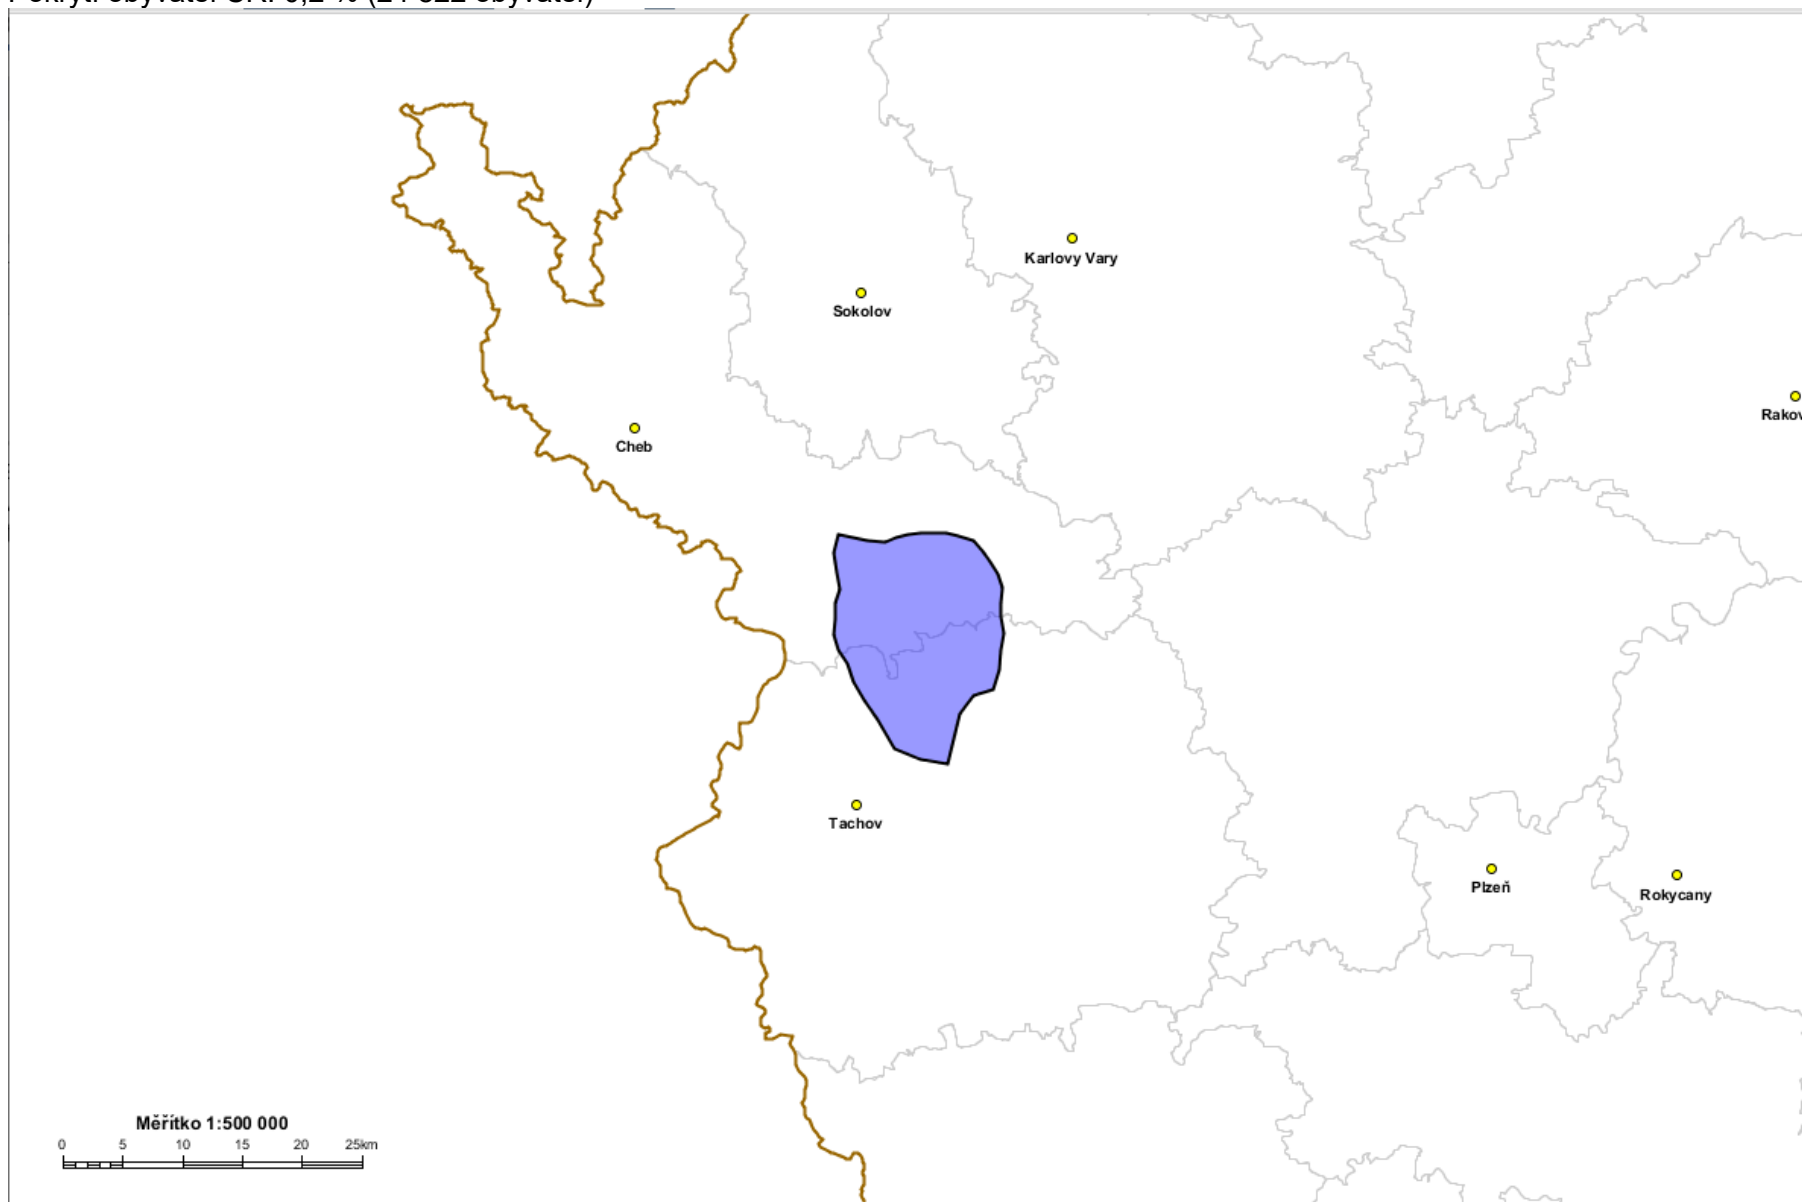 Karlovy Vary
Sokolov
Cheb
Tachov
Plzeň
Rokycany
Měřítko 1:500 000
0 5 10 15 20 25km